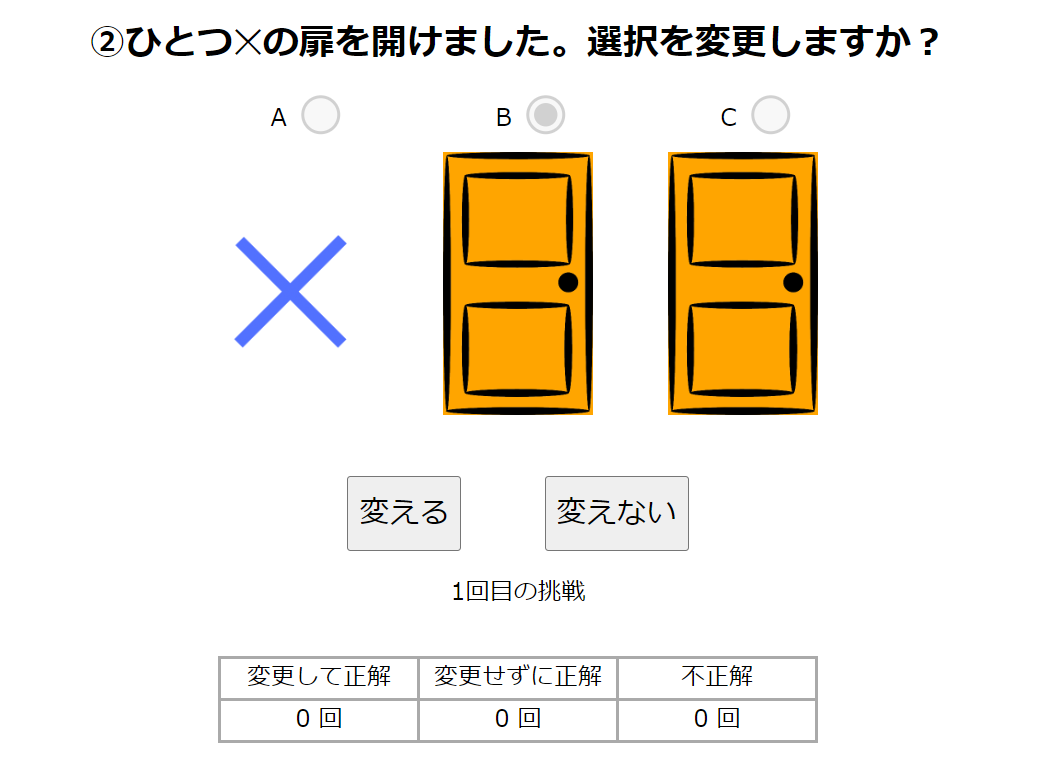 ②ひとつ×の扉を開けました。選択を変更しますか？
A B C
変える 変えない
1回目の挑戦
変更して正解 変更せずに正解 不正解
0 回 0 回 0 回